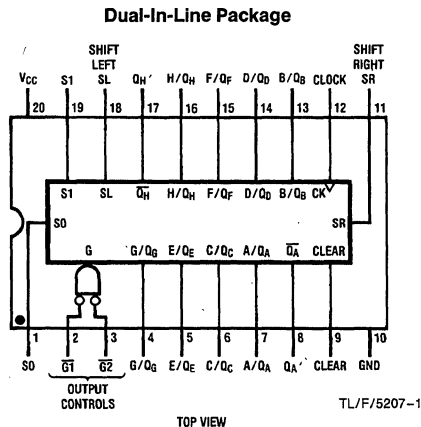 Dual-In-Line Package
SHIFT LEFT
SHIFT RIGHT
VCC S1 SL QH' H/QH F/QF D/QD B/QB CLOCK SR
20 19 18 17 16 15 14 13 12 11
S1 SL QH H/QH F/QF D/QD B/QB CK
S0 SR
G G/QG E/QE C/QC A/QA QA CLEAR
1 2 3 4 5 6 7 8 9 10
S0 G1 G2 G/QG E/QE C/QC A/QA QA' CLEAR GND
OUTPUT
CONTROLS
TL/F/5207–1
TOP VIEW